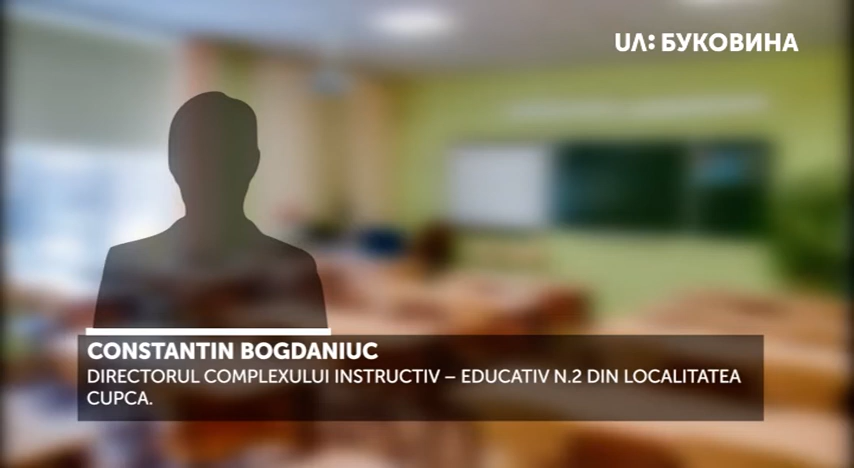 UA: БУКОВИНА
CONSTANTIN BOGDANIUC
DIRECTORUL COMPLEXULUI INSTRUCTIV – EDUCATIV N.2 DIN LOCALITATEA
CUPCA.